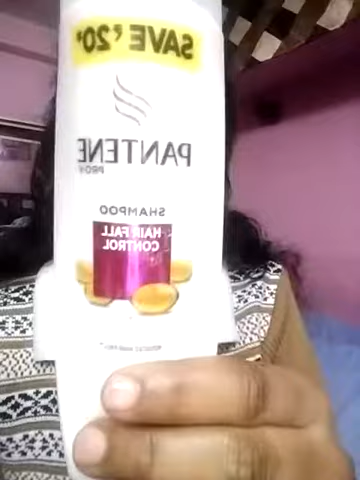 SAVE ₹20*
PANTENE
PRO-V
SHAMPOO
HAIR FALL
CONTROL